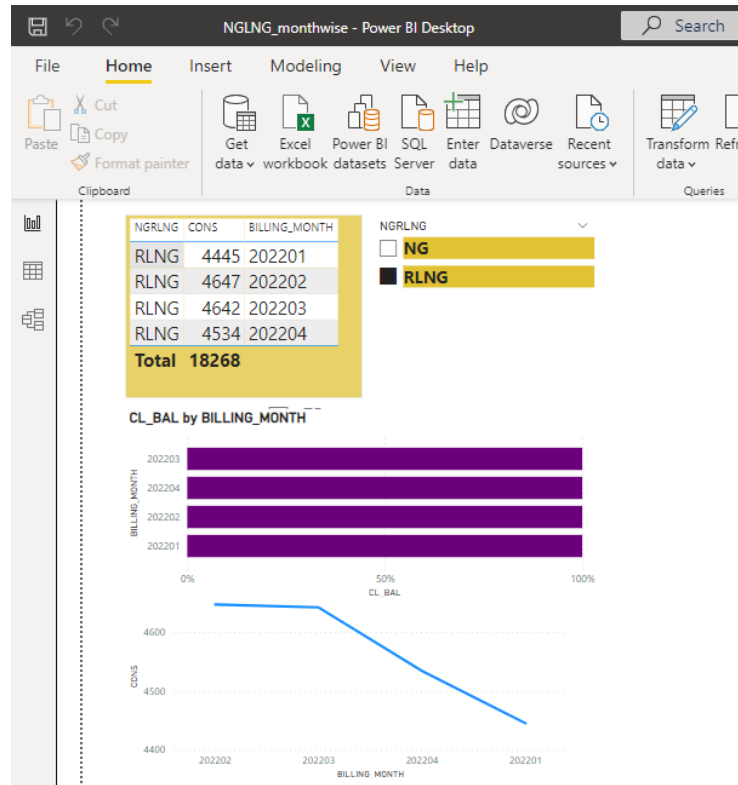 NGLNG_monthwise - Power BI Desktop
Search
File Home Insert Modeling View Help
Paste
Cut
Copy
Format painter
Clipboard
Get data
Excel workbook
Power BI datasets
SQL Server
Enter data
Dataverse
Recent sources
Data
Transform data
Refr
Queries
NGRLNG CONS BILLING_MONTH
RLNG 4445 202201
RLNG 4647 202202
RLNG 4642 202203
RLNG 4534 202204
Total 18268
NGRLNG
NG
RLNG
CL_BAL by BILLING_MONTH
BILLING_MONTH
202203
202204
202202
202201
0% 50% 100%
CL_BAL
CONS
4600
4500
4400
202202 202203 202204 202201
BILLING MONTH